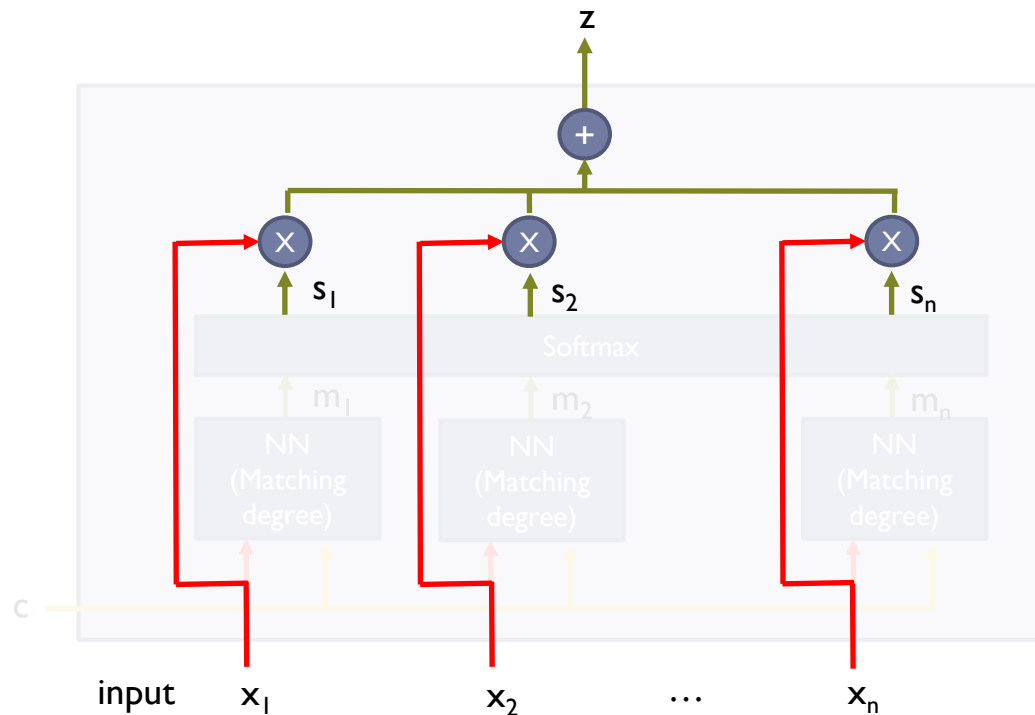 z
+
X X X
s1 s2 sn
Softmax
m1 m2 mn
NN
(Matching
degree)
NN
(Matching
degree)
NN
(Matching
degree)
c
input x1 x2 ... xn